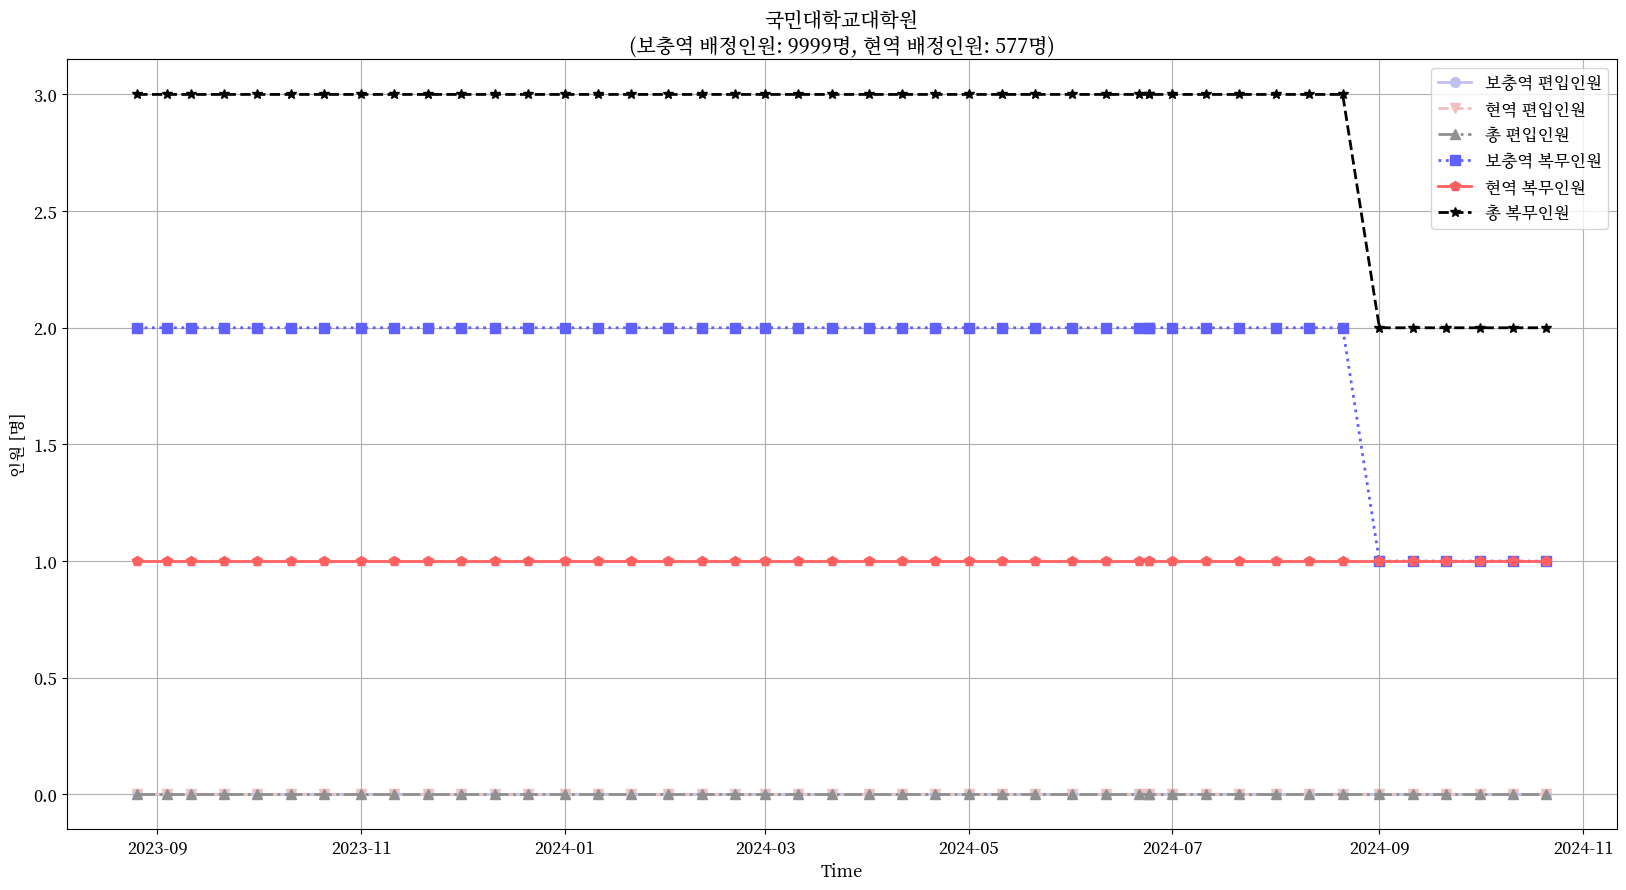 국민대학교대학원
(보충역 배정인원: 9999명, 현역 배정인원: 577명)
3.0
2.5
2.0
1.5
1.0
0.5
0.0
인원 [명]
보충역 편입인원
현역 편입인원
총 편입인원
보충역 복무인원
현역 복무인원
총 복무인원
2023-09
2023-11
2024-01
2024-03
2024-05
2024-07
2024-09
2024-11
Time